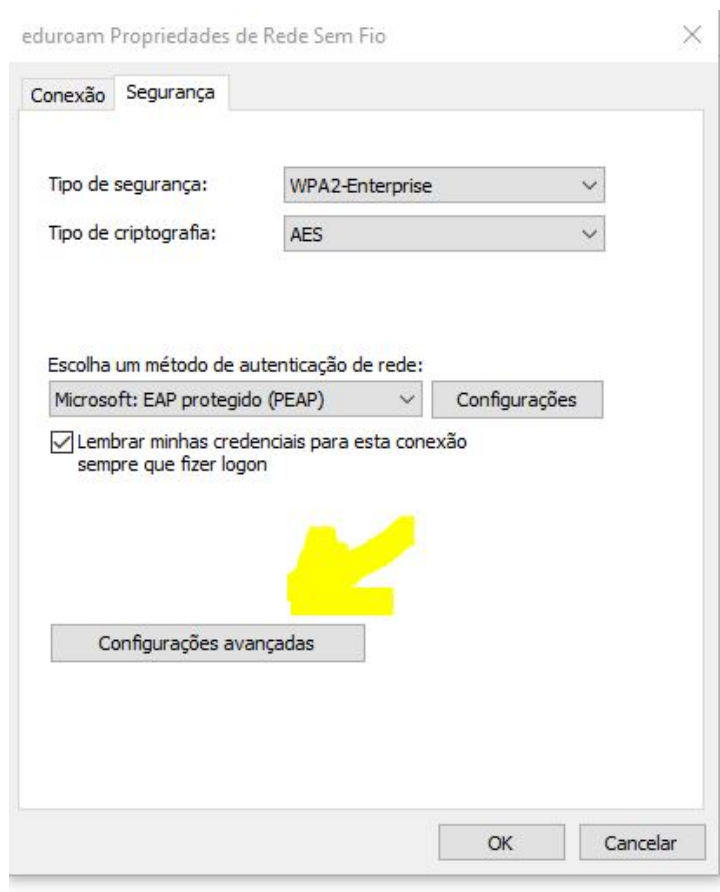 eduroam Propriedades de Rede Sem Fio
Conexão
Segurança
Tipo de segurança:
WPA2-Enterprise
Tipo de criptografia:
AES
Escolha um método de autenticação de rede:
Microsoft: EAP protegido (PEAP)
Configurações
Lembrar minhas credenciais para esta conexão
sempre que fizer logon
Configurações avançadas
OK
Cancelar